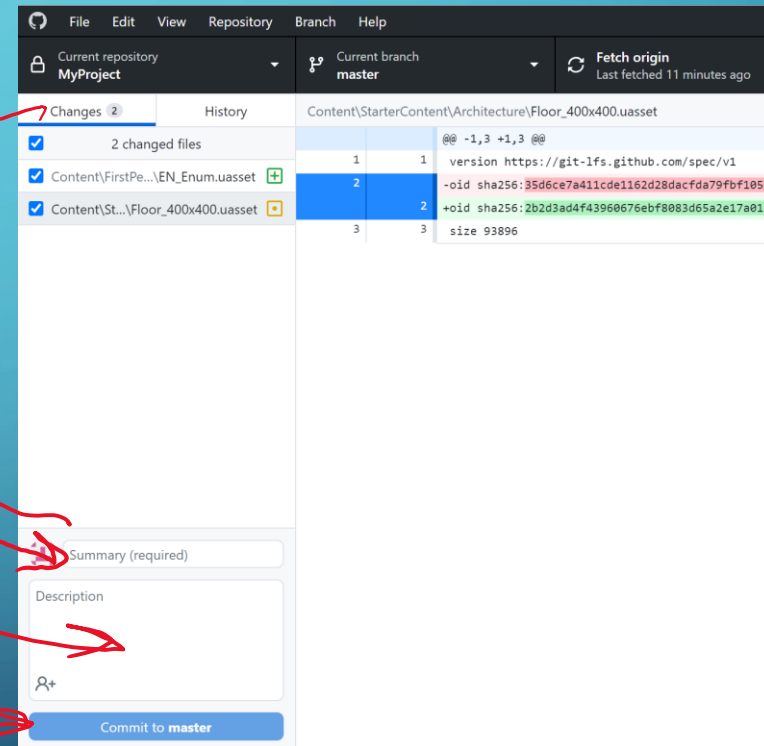 File Edit View Repository Branch Help
Current repository
MyProject
Current branch
master
Fetch origin
Last fetched 11 minutes ago
Changes 2 History
2 changed files
Content\FirstPe...\EN_Enum.uasset
Content\St...\Floor_400x400.uasset
Content\StarterContent\Architecture\Floor_400x400.uasset
@@ -1,3 +1,3 @@
1 1 version https://git-lfs.github.com/spec/v1
2 -oid sha256:35d6ce7a411cde1162d28dacfda79fbf105
2 +oid sha256:2b2d3ad4f43960676ebf8083d65a2e17a01
3 3 size 93896
Summary (required)
Description
Commit to master